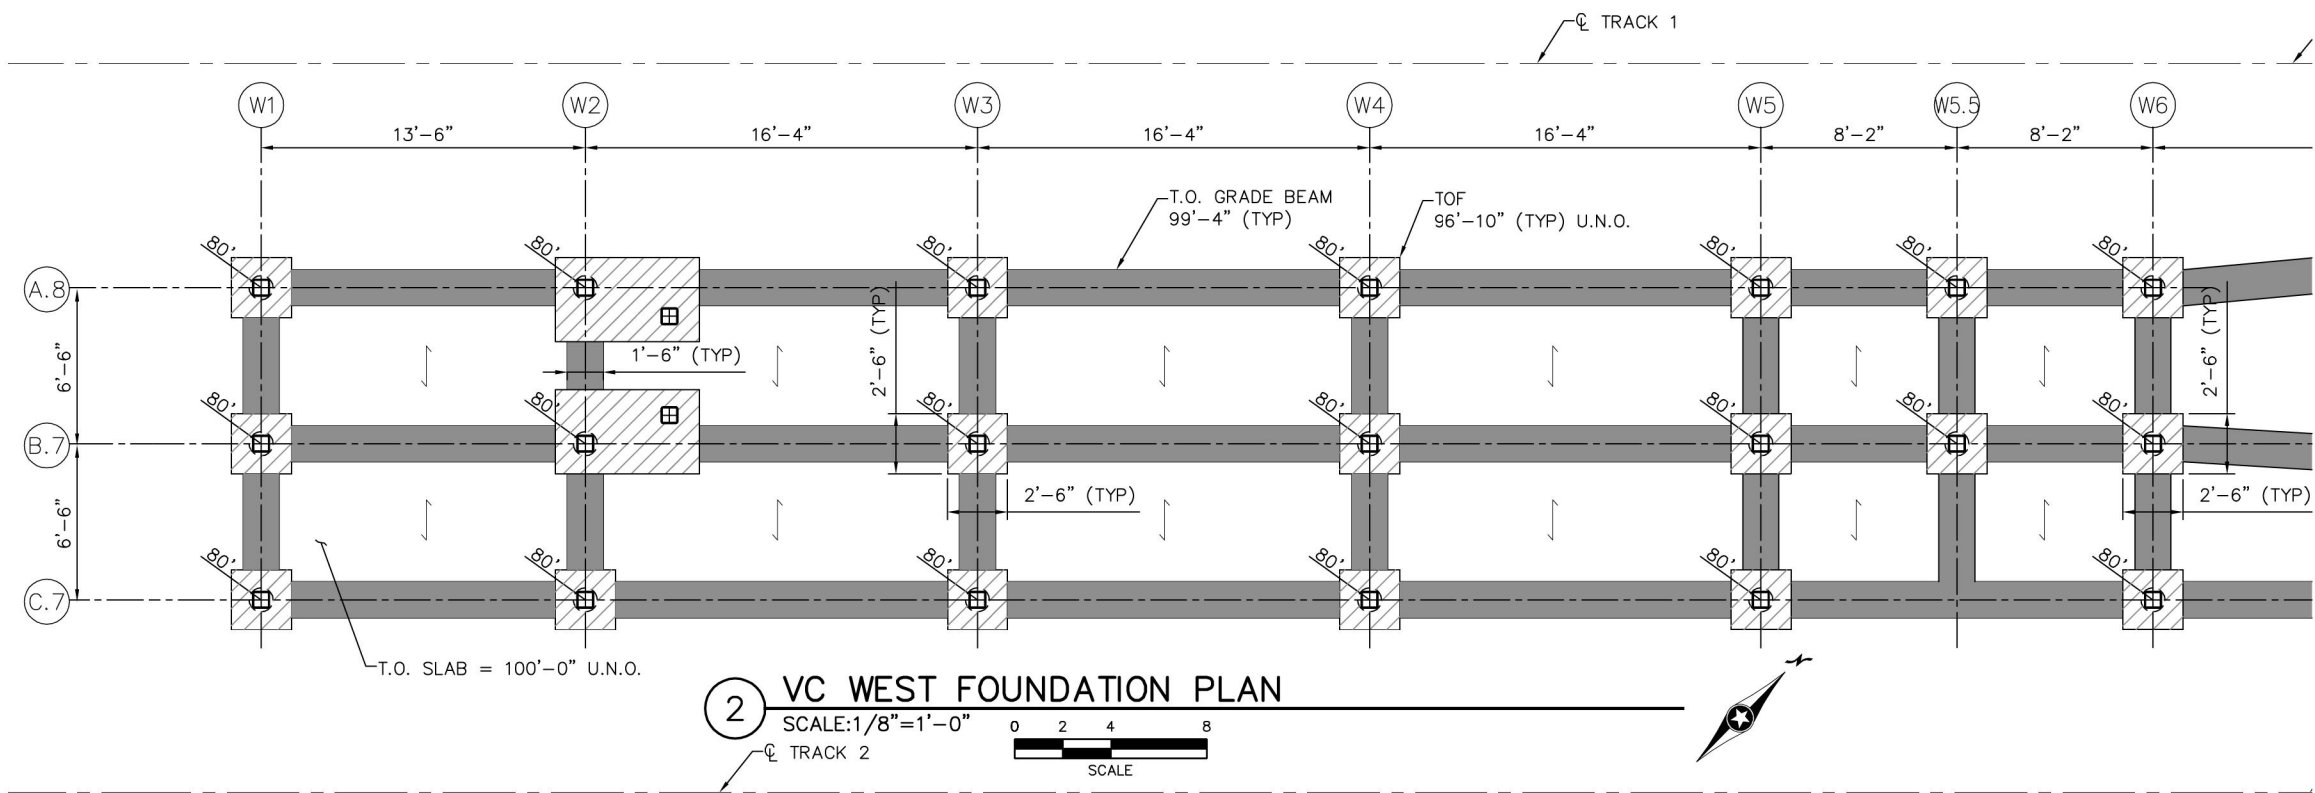 ℄ TRACK 1
W1
W2
W3
W4
W5
W5.5
W6
13'-6"
16'-4"
16'-4"
16'-4"
8'-2"
8'-2"
T.O. GRADE BEAM
99'-4" (TYP)
TOF
96'-10" (TYP) U.N.O.
80'
80'
80'
80'
80'
80'
80'
A.8
6'-6"
1'-6" (TYP)
2'-6" (TYP)
2'-6" (TYP)
80'
80'
80'
80'
80'
80'
80'
B.7
6'-6"
2'-6" (TYP)
2'-6" (TYP)
80'
80'
80'
80'
80'
80'
C.7
T.O. SLAB = 100'-0" U.N.O.
2
VC WEST FOUNDATION PLAN
SCALE:1/8"=1'-0"
0 2 4 8
SCALE
N
℄ TRACK 2